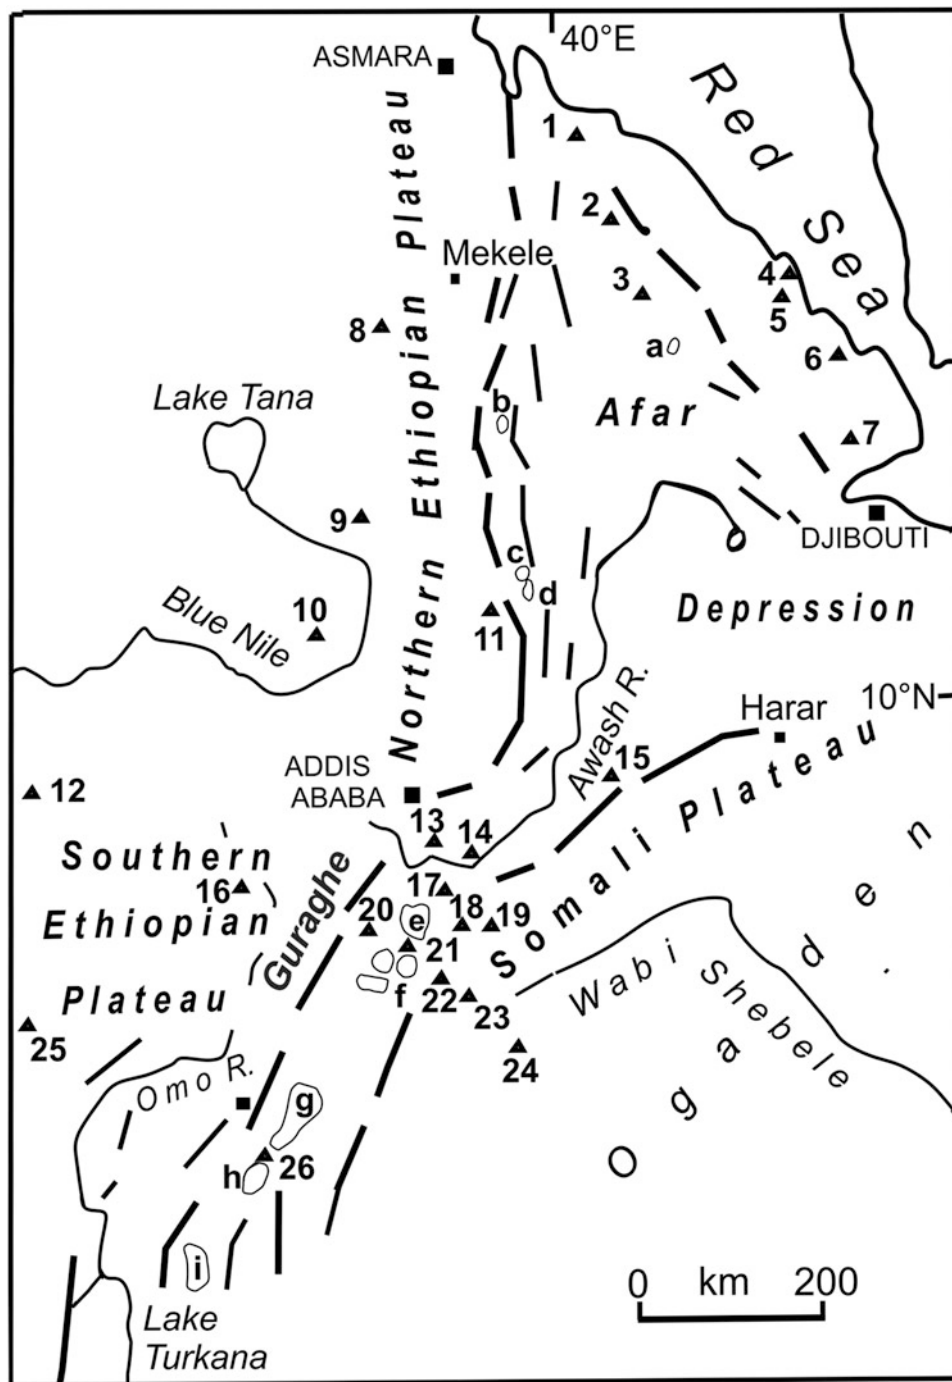 40°E
ASMARA
Red Sea
1
Northern Ethiopian Plateau
2
Mekele
3
4
5
8
6
a
Lake Tana
b
Afar
7
9
DJIBOUTI
c
d
Blue Nile
10
11
Depression
Awash R.
10°N
Harar
15
ADDIS
ABABA
12
13
14
Somali Plateau
Southern
Ethiopian
Plateau
16
Guraghe
17
18
19
20
e
21
f
22
23
24
Wabi Shebele
Ogaden
25
Omo R.
g
h
26
i
0 km 200
Lake
Turkana